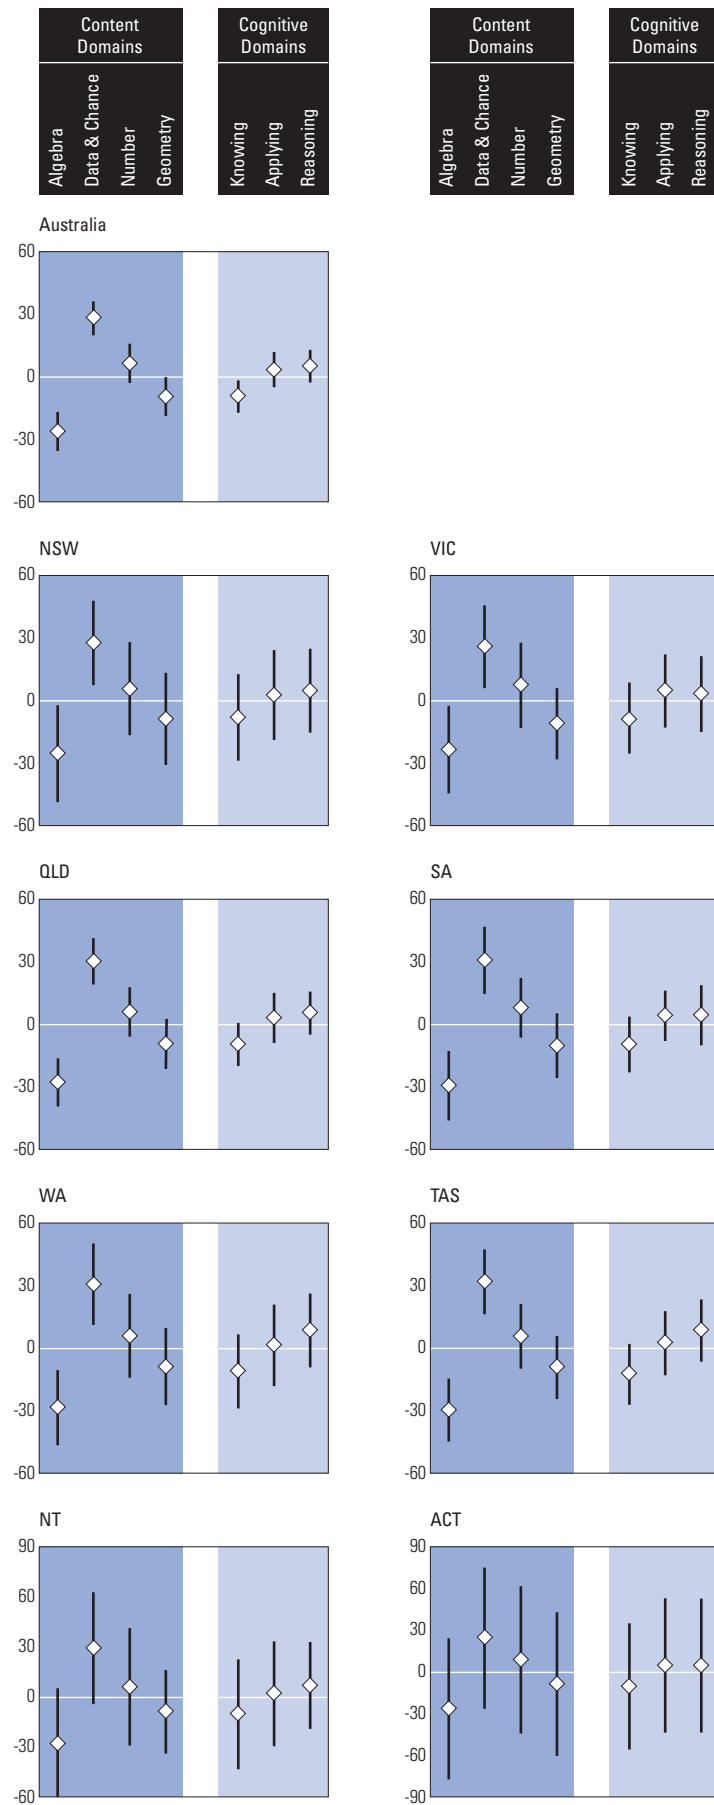 Content
Domains
Cognitive
Domains
Algebra
Data & Chance
Number
Geometry
Knowing
Applying
Reasoning
Content
Domains
Cognitive
Domains
Algebra
Data & Chance
Number
Geometry
Knowing
Applying
Reasoning
Australia
60
30
0
-30
-60
NSW
60
30
0
-30
-60
VIC
60
30
0
-30
-60
QLD
60
30
0
-30
-60
SA
60
30
0
-30
-60
WA
60
30
0
-30
-60
TAS
60
30
0
-30
-60
NT
90
60
30
0
-30
-60
ACT
90
60
30
0
-30
-60
-90